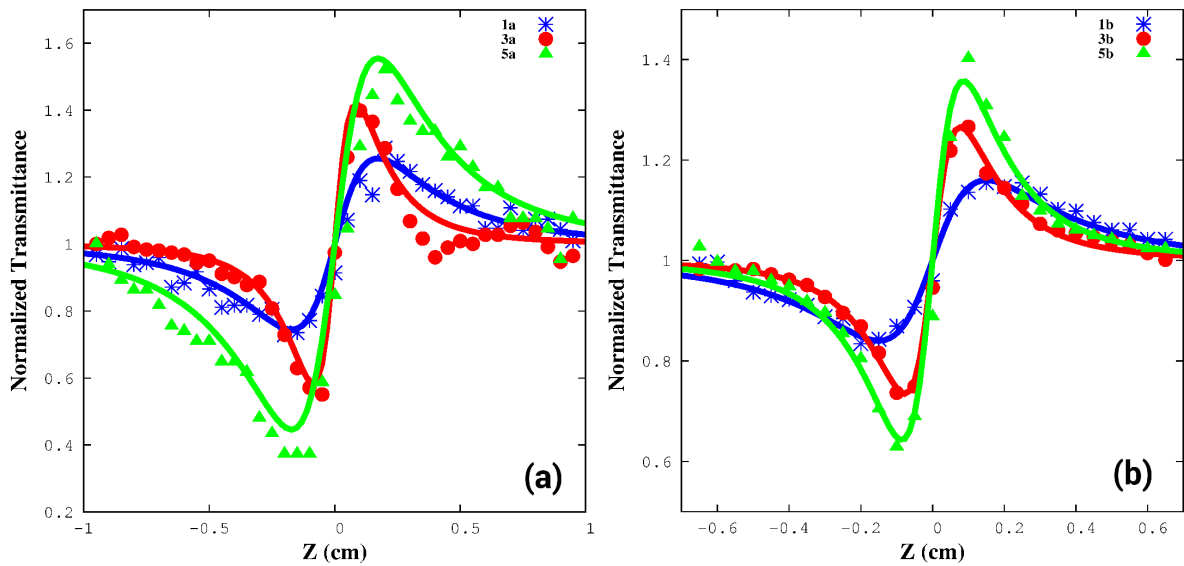 1a
3a
5a
1.6
1.4
1.2
1
0.8
0.6
0.4
0.2
-1
-0.5
0
0.5
1
Normalized Transmittance
Z (cm)
(a)
1b
3b
5b
1.4
1.2
1
0.8
0.6
-0.6
-0.4
-0.2
0
0.2
0.4
0.6
Normalized Transmittance
Z (cm)
(b)